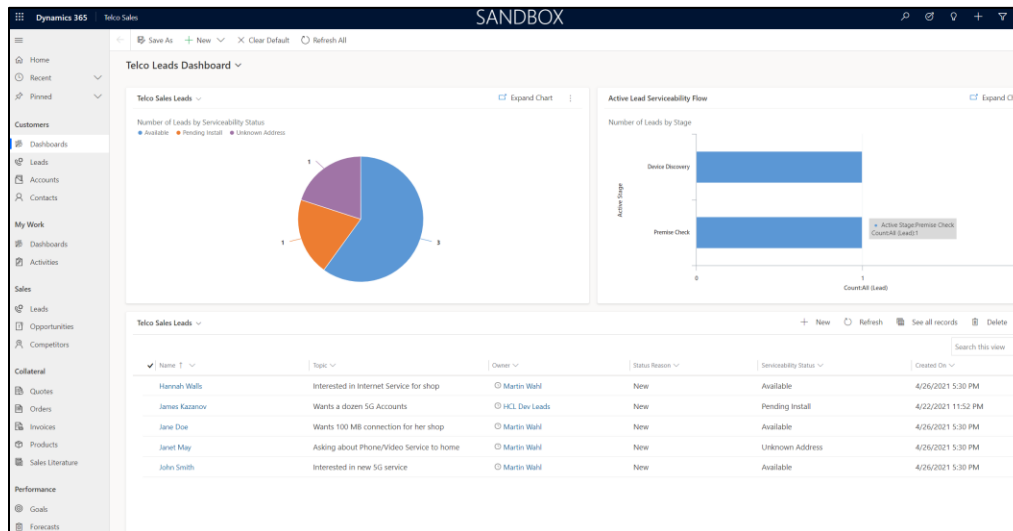 Dynamics 365 Telco Sales SANDBOX
Save As New Clear Default Refresh All
Home
Recent
Pinned
Customers
Dashboards
Leads
Accounts
Contacts
My Work
Dashboards
Activities
Sales
Leads
Opportunities
Competitors
Collateral
Quotes
Orders
Invoices
Products
Sales Literature
Performance
Goals
Forecasts
Telco Leads Dashboard
Telco Sales Leads Expand Chart
Number of Leads by Serviceability Status
Available Pending Install Unknown Address
1
1
3
Active Lead Serviceability Flow Expand Cl
Number of Leads by Stage
Active Stage
Device Discovery
Premise Check
Active Stage:Premise Check
Count:All (Lead):1
0 1
Count:All (Lead)
Telco Sales Leads New Refresh See all records Delete
Search this view
Name Topic Owner Status Reason Serviceability Status Created On
Hannah Walls Interested in Internet Service for shop Martin Wahl New Available 4/26/2021 5:30 PM
James Kazanov Wants a dozen 5G Accounts HCL Dev Leads New Pending Install 4/22/2021 11:52 PM
Jane Doe Wants 100 MB connection for her shop Martin Wahl New Available 4/26/2021 5:30 PM
Janet May Asking about Phone/Video Service to home Martin Wahl New Unknown Address 4/26/2021 5:30 PM
John Smith Interested in new 5G service Martin Wahl New Available 4/26/2021 5:30 PM